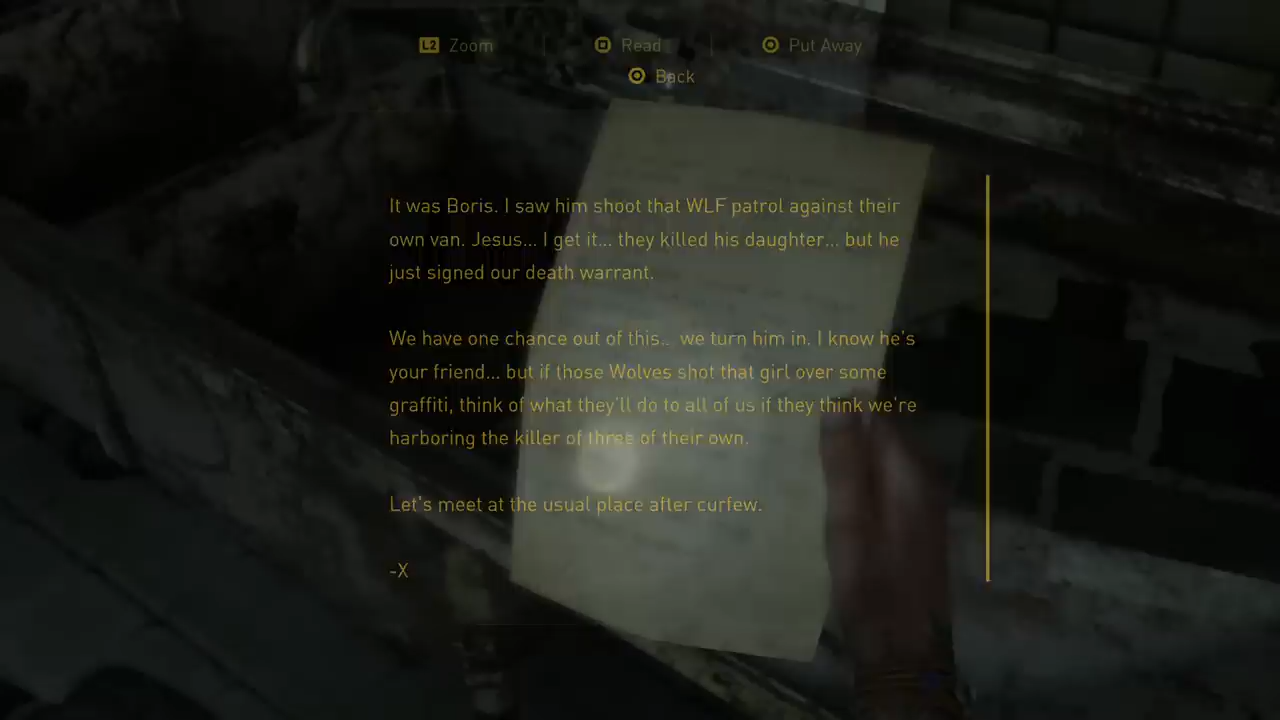 L2 Zoom | Read | Put Away
Back
It was Boris. I saw him shoot that WLF patrol against their
own van. Jesus... I get it... they killed his daughter... but he
just signed our death warrant.
We have one chance out of this.. we turn him in. I know he's
your friend... but if those Wolves shot that girl over some
graffiti, think of what they'll do to all of us if they think we're
harboring the killer of three of their own.
Let's meet at the usual place after curfew.
-X